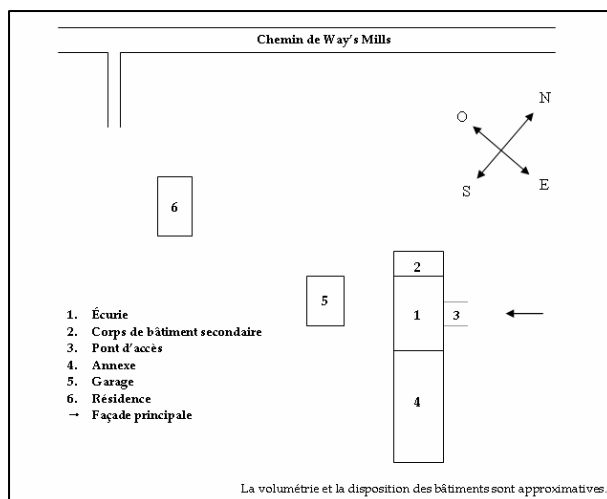 Chemin de Way's Mills
N
O
S
E
6
2
5
1
3
4
1. Écurie
2. Corps de bâtiment secondaire
3. Pont d'accès
4. Annexe
5. Garage
6. Résidence
→ Façade principale
La volumétrie et la disposition des bâtiments sont approximatives.